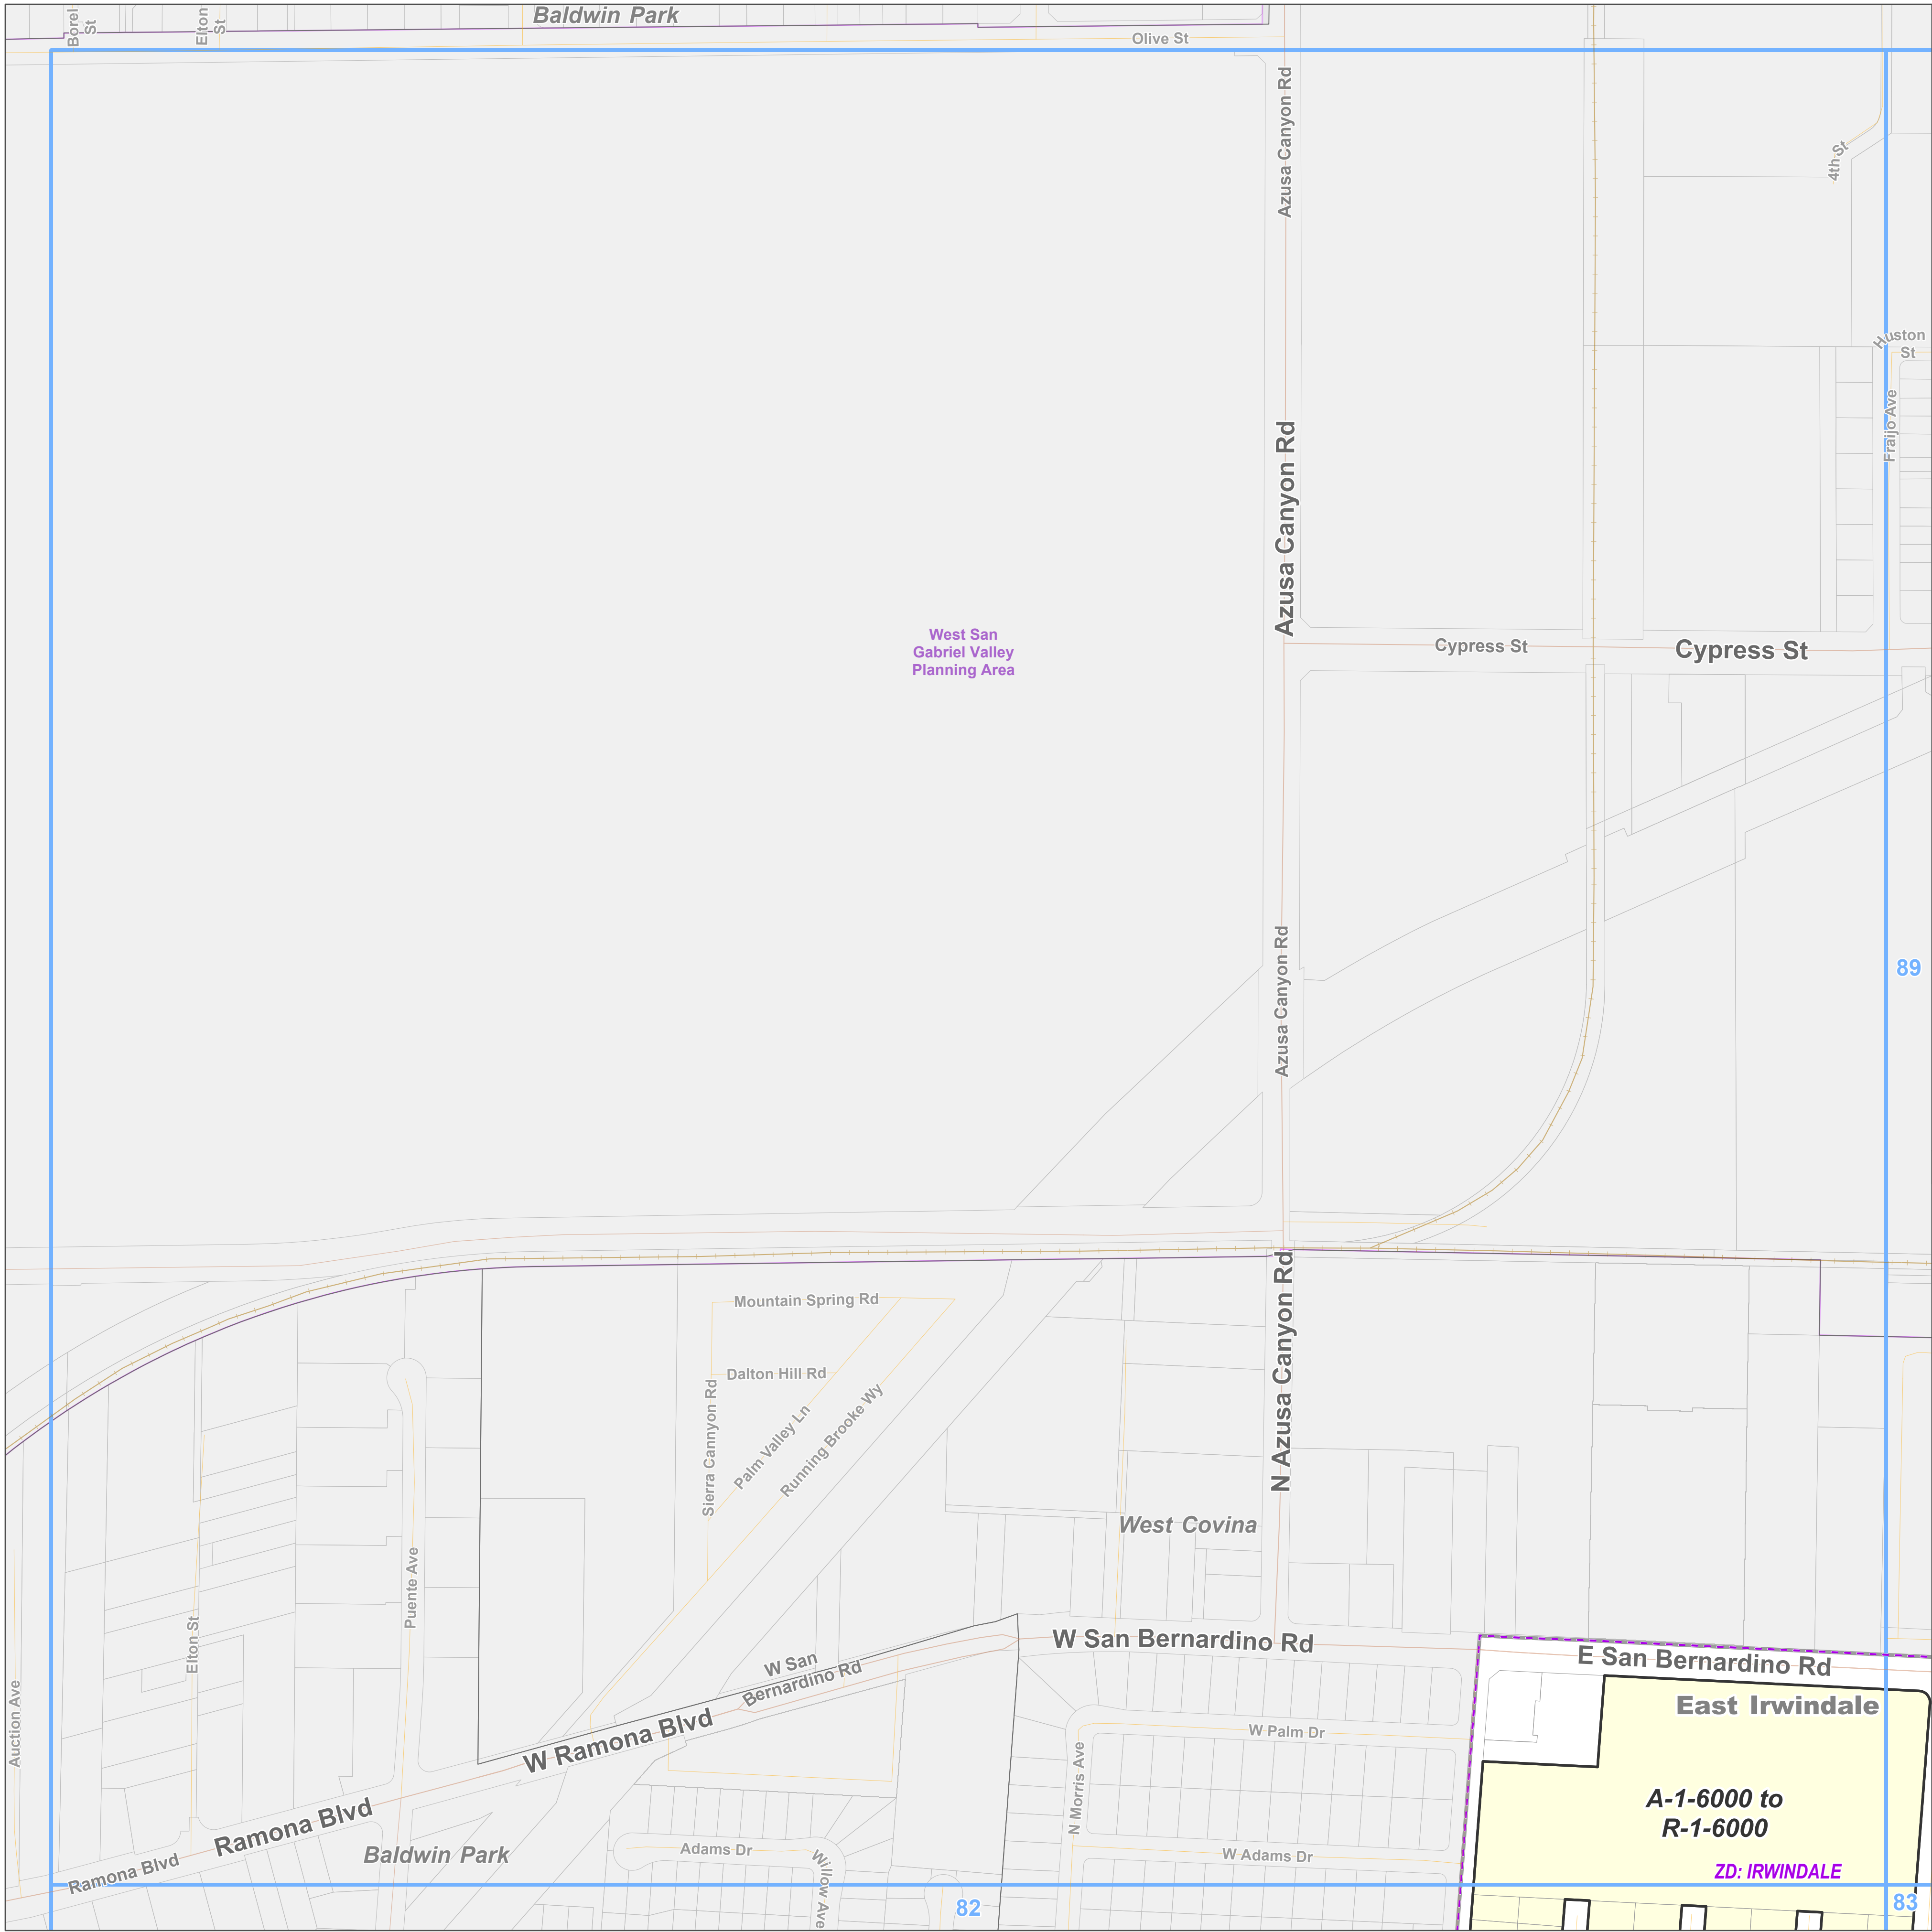 Baldwin Park
Borel
St
Elton
St
Olive St
Azusa Canyon Rd
4th St
Huston
St
Fraijo Ave
Azusa Canyon Rd
West San
Gabriel Valley
Planning Area
Cypress St
Cypress St
89
Azusa Canyon Rd
Mountain Spring Rd
N Azusa Canyon Rd
Dalton Hill Rd
Sierra Cannyon Rd
Palm Valley Ln
Running Brooke Wy
West Covina
Puente Ave
Elton St
Auction Ave
W San
Bernardino Rd
W San Bernardino Rd
E San Bernardino Rd
East Irwindale
W Ramona Blvd
W Palm Dr
N Morris Ave
A-1-6000 to
R-1-6000
Ramona Blvd
Ramona Blvd
Baldwin Park
Adams Dr
Willow Ave
W Adams Dr
ZD: IRWINDALE
82
83